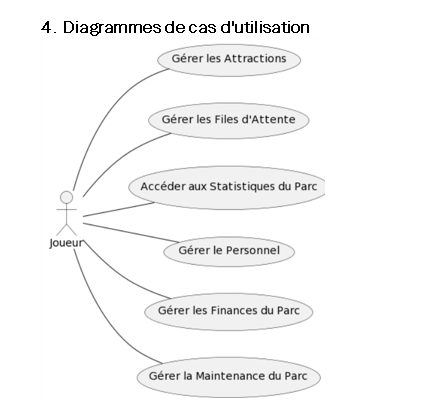 4. Diagrammes de cas d'utilisation
Gérer les Attractions
Gérer les Files d'Attente
Accéder aux Statistiques du Parc
Joueur
Gérer le Personnel
Gérer les Finances du Parc
Gérer la Maintenance du Parc